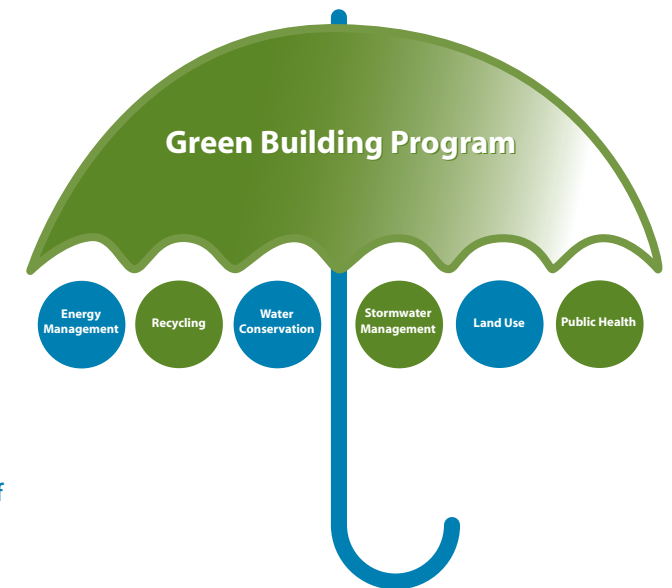 Green Building Program
Energy
Management
Recycling
Water
Conservation
Stormwater
Management
Land Use
Public Health
f